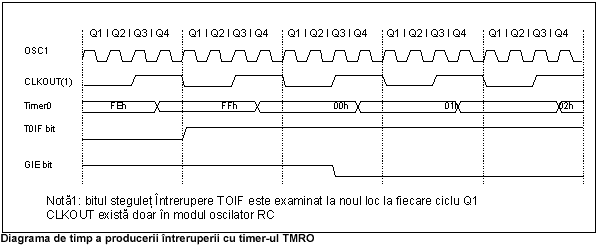 Q1 | Q2 | Q3 | Q4 Q1 | Q2 | Q3 | Q4 Q1 | Q2 | Q3 | Q4 Q1 | Q2 | Q3 | Q4 Q1 | Q2 | Q3 | Q4
OSC1
CLKOUT(1)
Timer0 FEh FFh 00h 01h 02h
T0IF bit
GIE bit
Notă1: bitul steguleț Întrerupere TOIF este examinat la noul loc la fiecare ciclu Q1
CLKOUT există doar în modul oscilator RC
Diagrama de timp a producerii întreruperii cu timer-ul TMRO